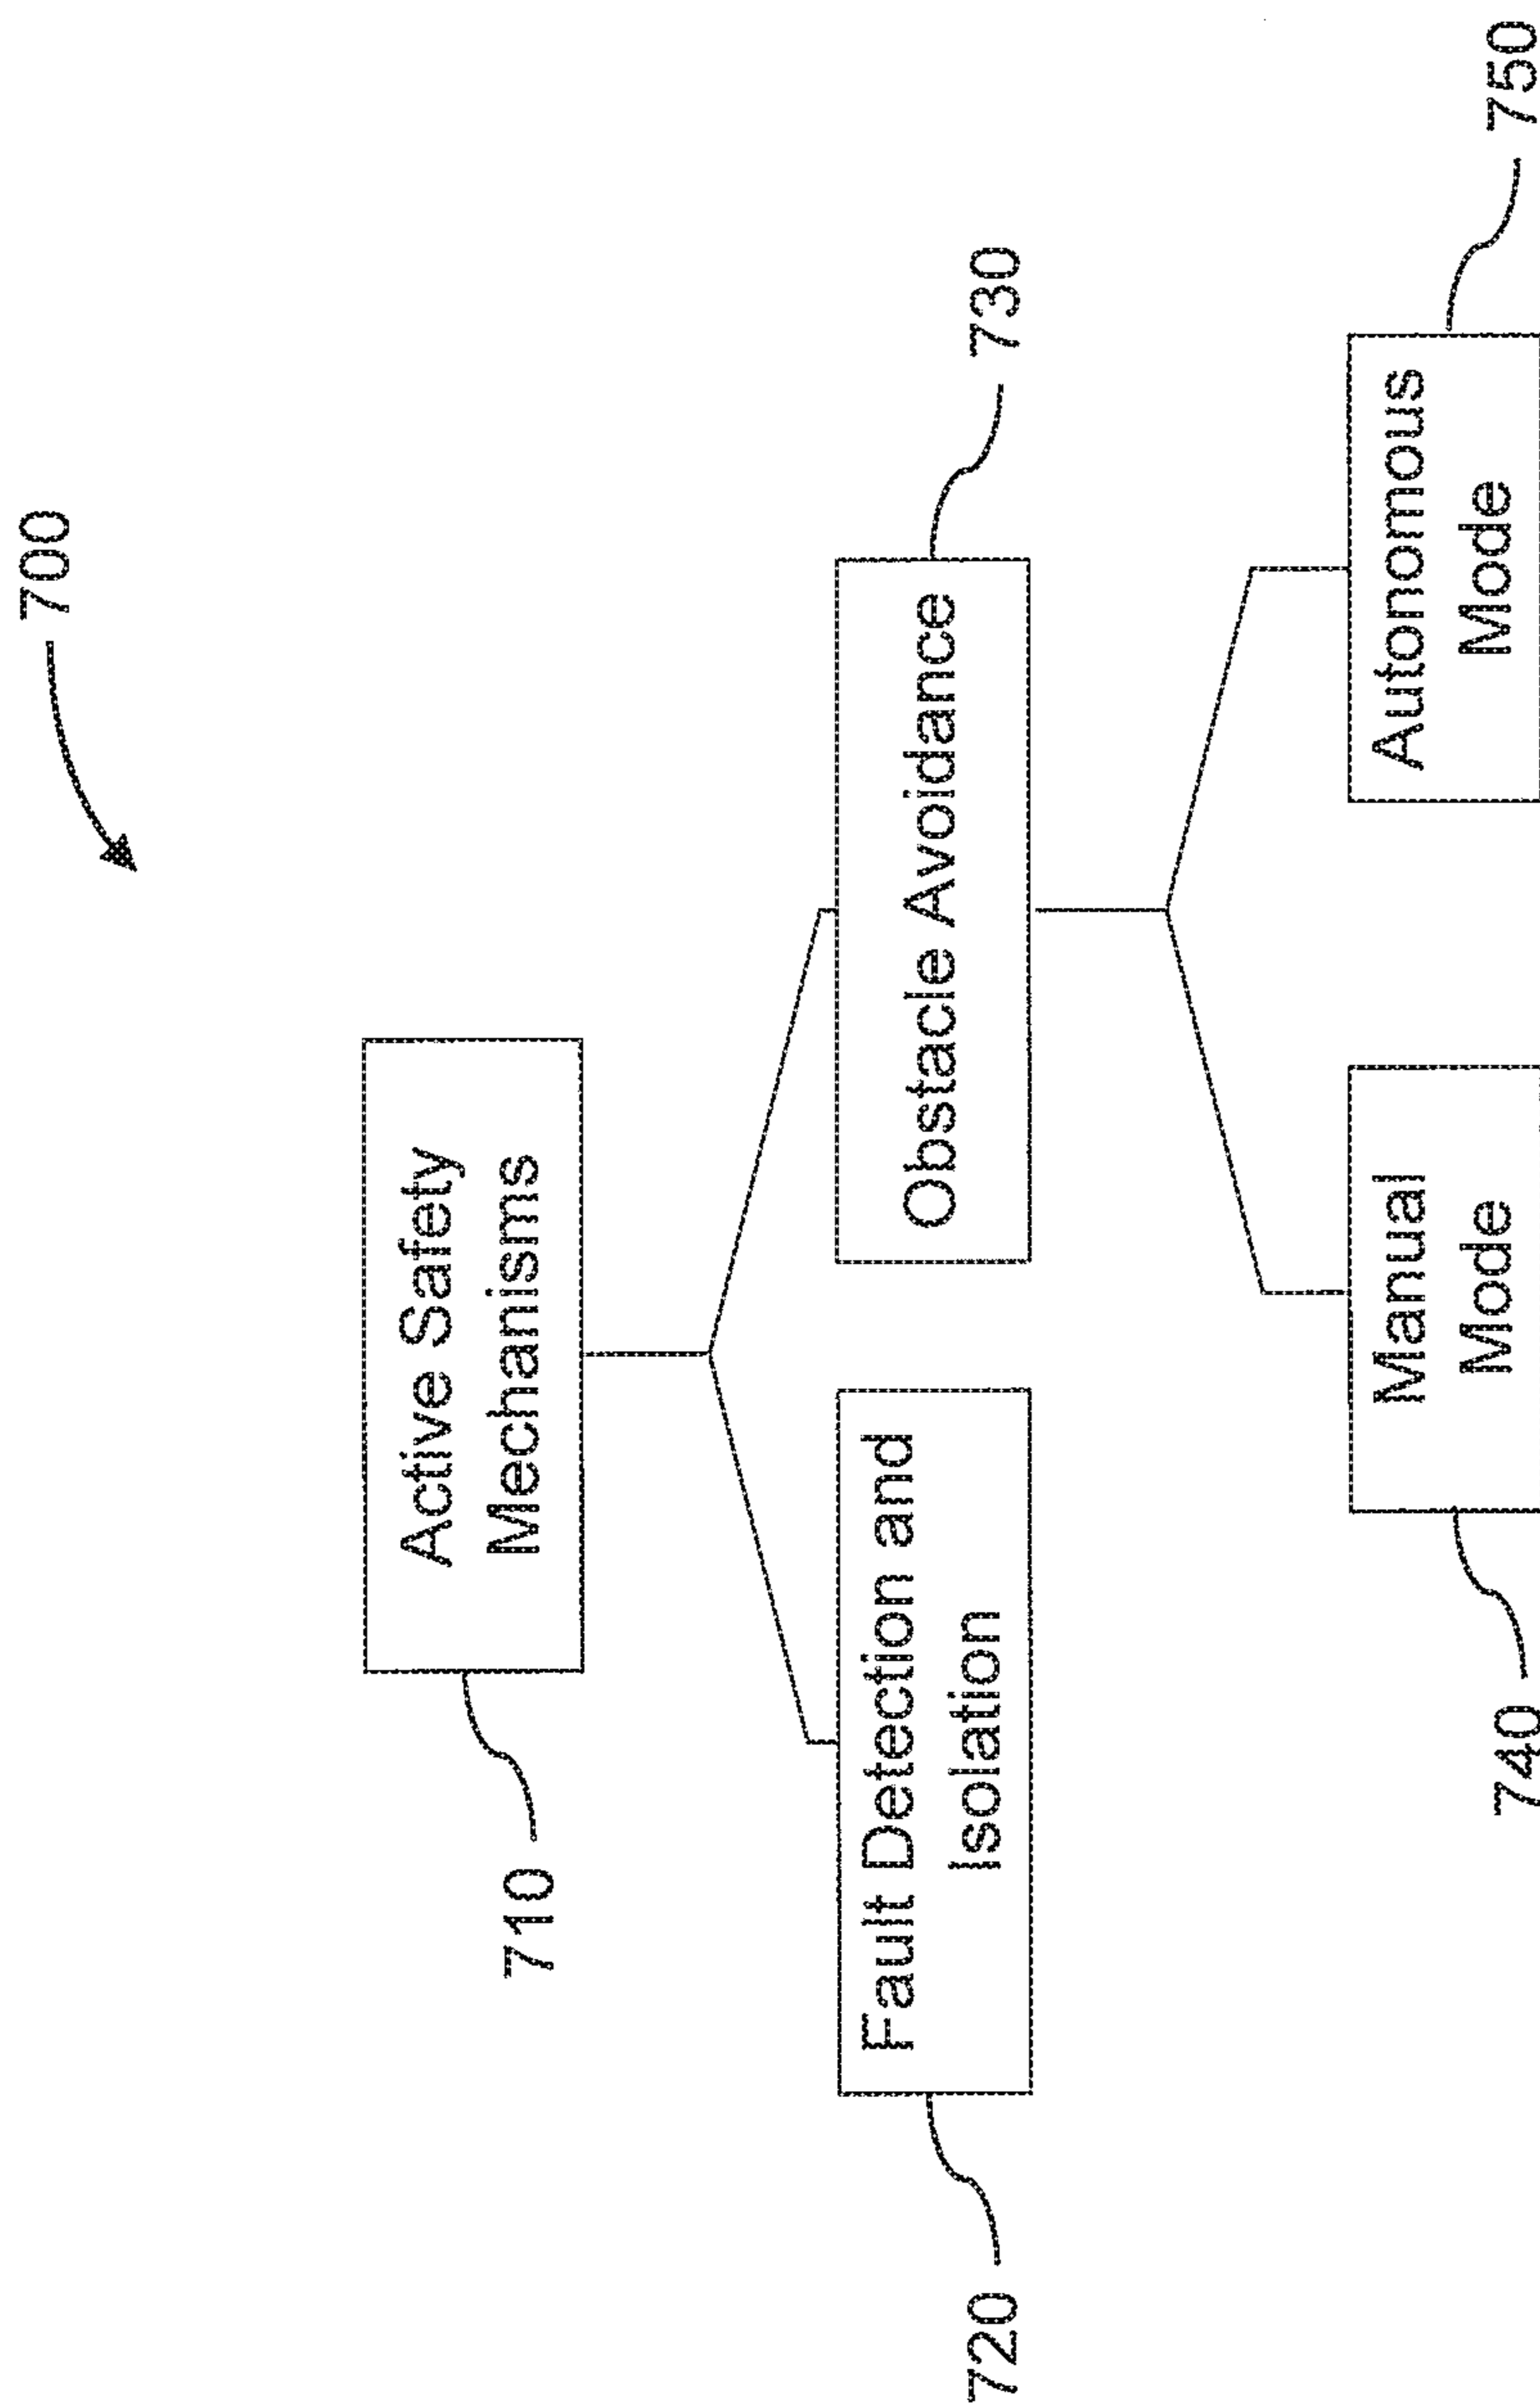 700
Active Safety
Mechanisms
710
Fault Detection and
Isolation
720
Obstacle Avoidance
730
Manual
Mode
740
Autonomous
Mode
750